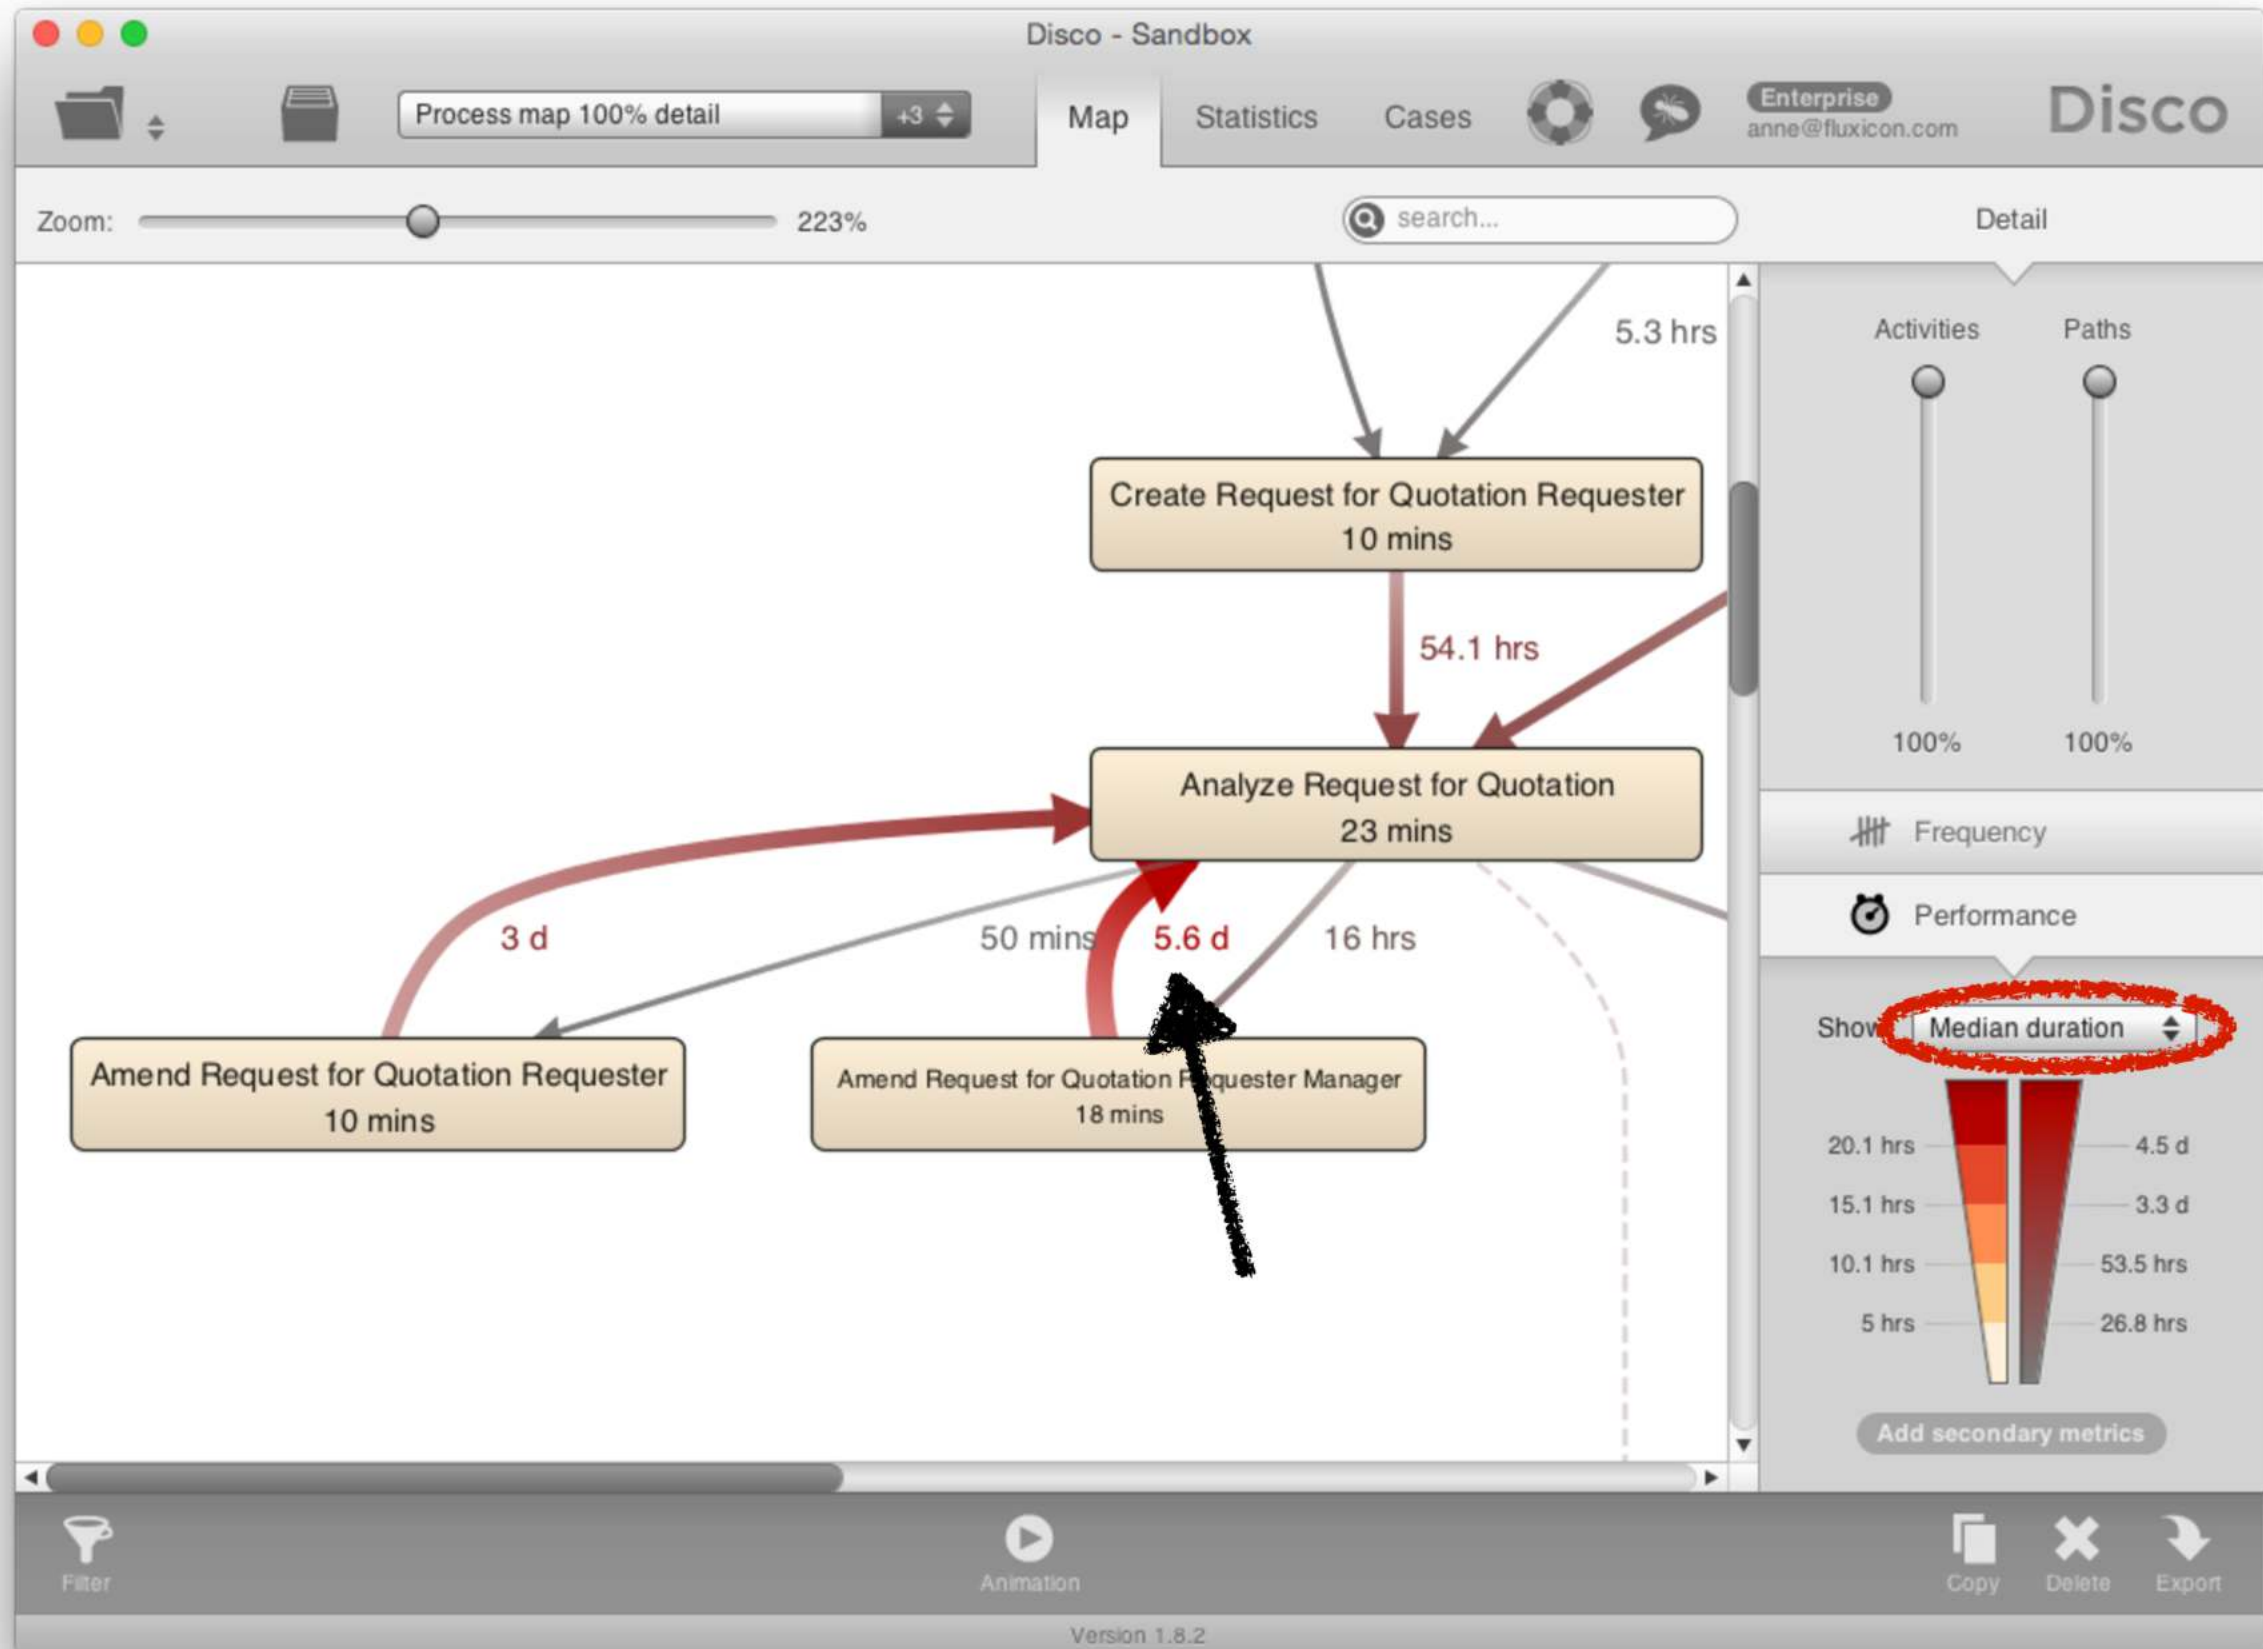 Disco - Sandbox
Process map 100% detail
+3
Map
Statistics
Cases
Enterprise
anne@fluxicon.com
Disco
Zoom:
223%
search...
Detail
5.3 hrs
Activities
Paths
Create Request for Quotation Requester
10 mins
54.1 hrs
100%
100%
Analyze Request for Quotation
23 mins
Frequency
Performance
3 d
50 mins
5.6 d
16 hrs
Show
Median duration
Amend Request for Quotation Requester
10 mins
Amend Request for Quotation Requester Manager
18 mins
20.1 hrs
4.5 d
15.1 hrs
3.3 d
10.1 hrs
53.5 hrs
5 hrs
26.8 hrs
Add secondary metrics
Filter
Animation
Copy
Delete
Export
Version 1.8.2